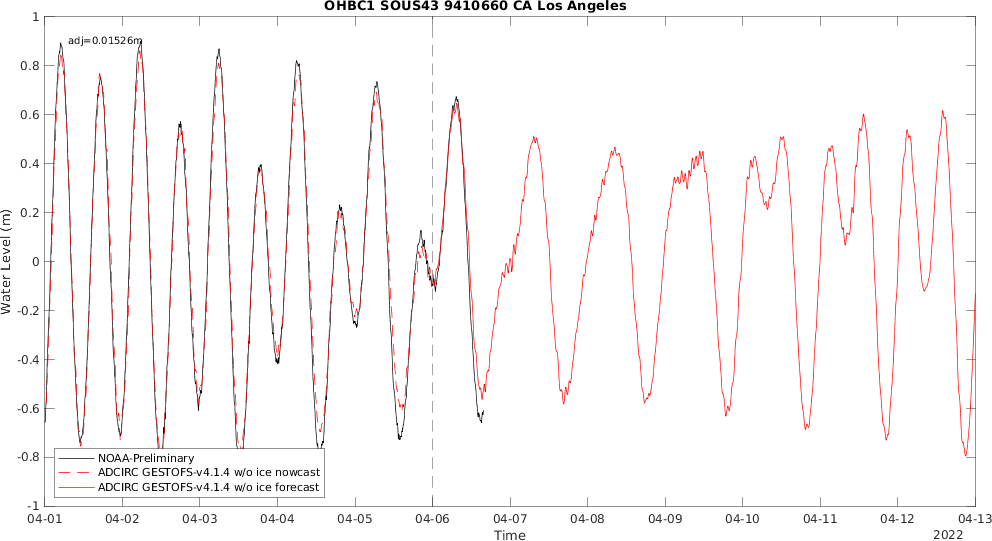 OHBC1 SOUS43 9410660 CA Los Angeles
adj=0.01526m
1
0.8
0.6
0.4
0.2
0
-0.2
-0.4
-0.6
-0.8
-1
Water Level (m)
NOAA-Preliminary
ADCIRC GESTOFS-v4.1.4 w/o ice nowcast
ADCIRC GESTOFS-v4.1.4 w/o ice forecast
04-01 04-02 04-03 04-04 04-05 04-06 04-07 04-08 04-09 04-10 04-11 04-12 04-13
Time
2022